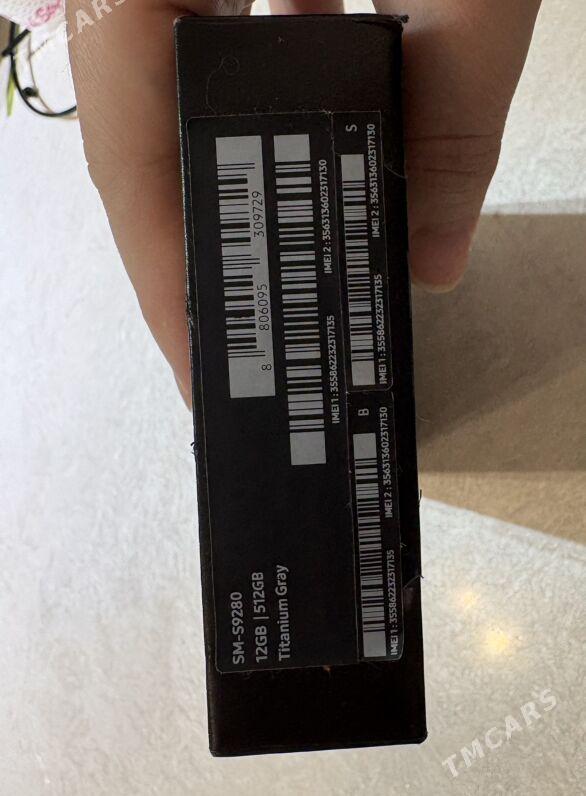 SM-S9280
12GB | 512GB
Titanium Gray
8 806095 309729
IMEI 1 : 355862232317135 IMEI 2 : 356313602317130
B
IMEI 1 : 355862232317135 IMEI 2 : 356313602317130
S
IMEI 1 : 355862232317135 IMEI 2 : 356313602317130
TMCARS
TMCARS